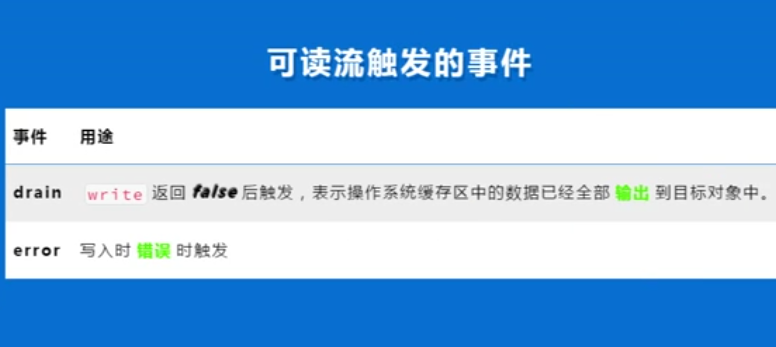 可读流触发的事件
事件 用途
drain write 返回 false 后触发，表示操作系统缓存区中的数据已经全部 输出 到目标对象中。
error 写入时 错误 时触发